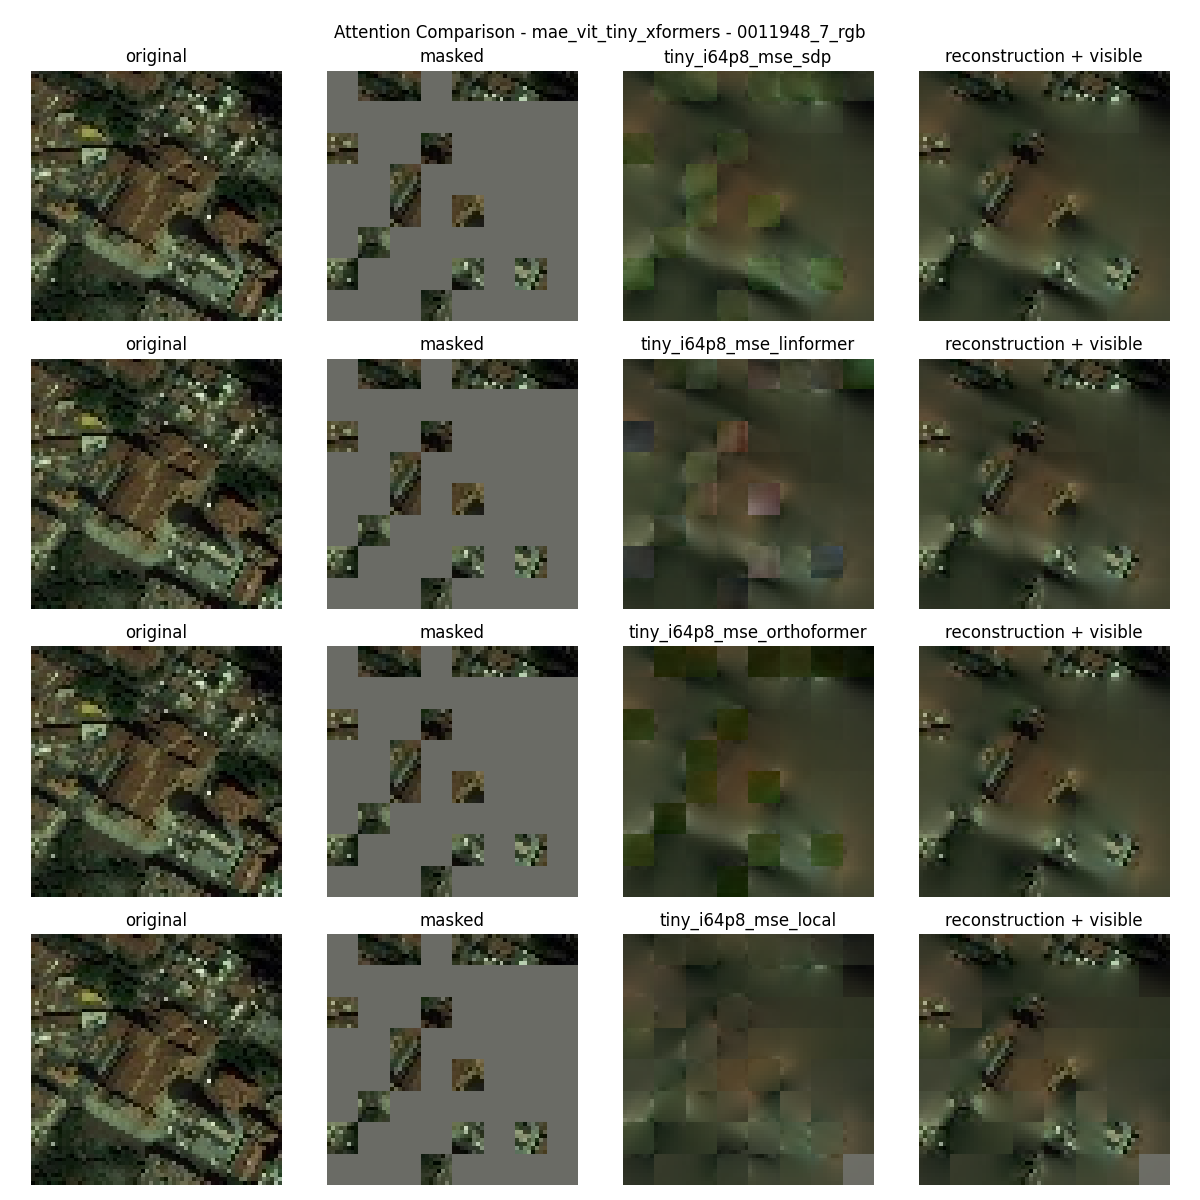 Attention Comparison - mae_vit_tiny_xformers - 0011948_7_rgb
original masked tiny_i64p8_mse_sdp reconstruction + visible
original masked tiny_i64p8_mse_linformer reconstruction + visible
original masked tiny_i64p8_mse_orthoformer reconstruction + visible
original masked tiny_i64p8_mse_local reconstruction + visible